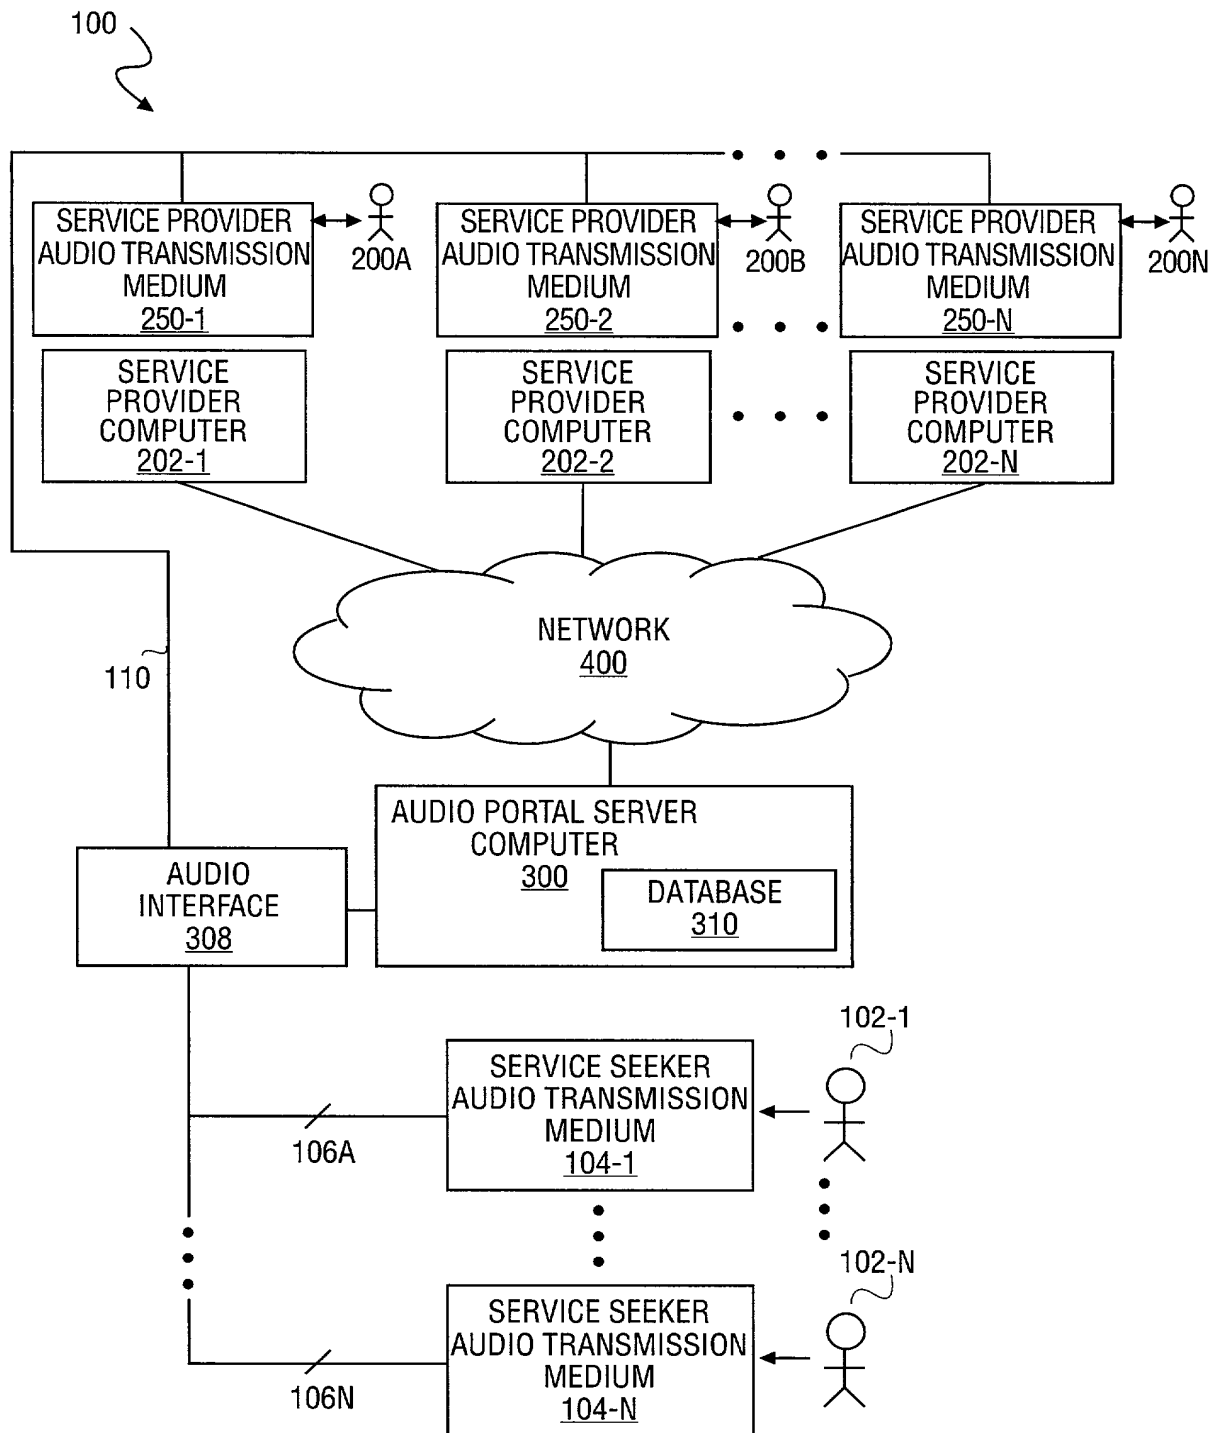 100
SERVICE PROVIDER
AUDIO TRANSMISSION
MEDIUM
250-1
200A
SERVICE PROVIDER
AUDIO TRANSMISSION
MEDIUM
250-2
200B
SERVICE PROVIDER
AUDIO TRANSMISSION
MEDIUM
250-N
200N
SERVICE
PROVIDER
COMPUTER
202-1
SERVICE
PROVIDER
COMPUTER
202-2
SERVICE
PROVIDER
COMPUTER
202-N
NETWORK
400
110
AUDIO PORTAL SERVER
COMPUTER
300
DATABASE
310
AUDIO
INTERFACE
308
102-1
SERVICE SEEKER
AUDIO TRANSMISSION
MEDIUM
104-1
106A
102-N
SERVICE SEEKER
AUDIO TRANSMISSION
MEDIUM
104-N
106N